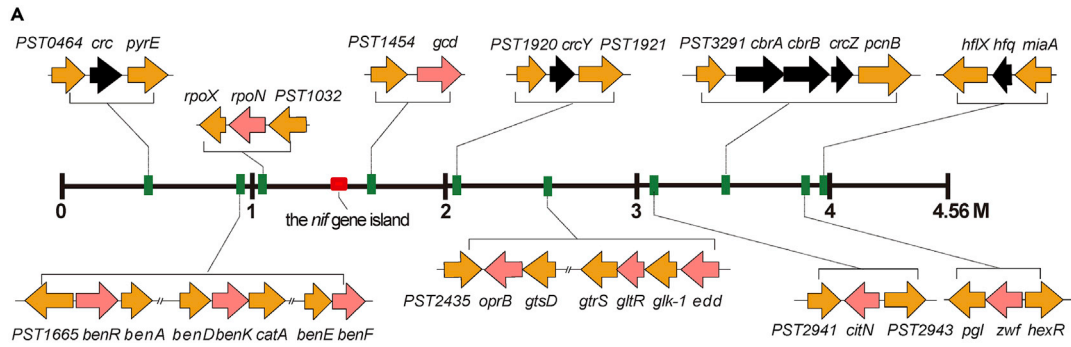 A
PST0464 crc pyrE
PST1454 gcd
PST1920 crcY PST1921
PST3291 cbrA cbrB crcZ pcnB
hflX hfq miaA
rpoX rpoN PST1032
0 1 2 3 4 4.56 M
the nif gene island
PST2435 oprB gtsD gtrS gltR glk-1 edd
PST1665 benR benA benD benK catA benE benF
PST2941 citN PST2943
pgl zwf hexR